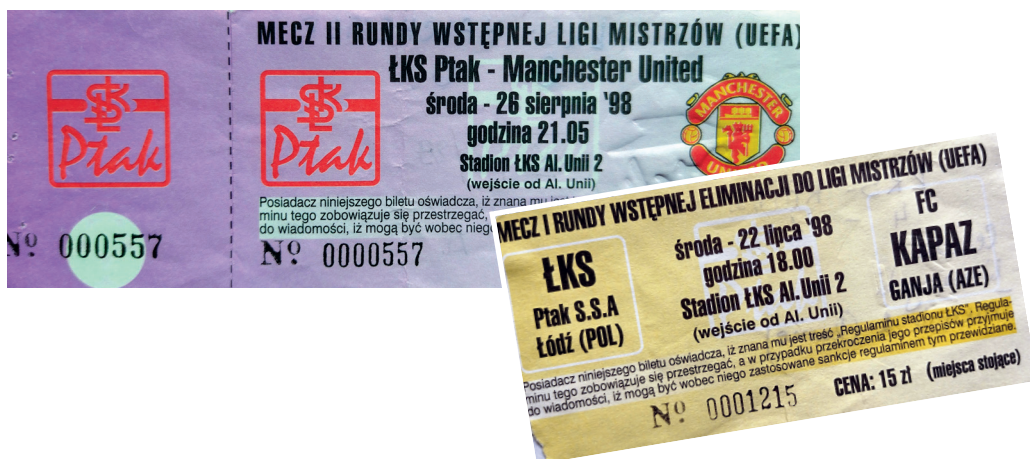 MECZ II RUNDY WSTĘPNEJ LIGI MISTRZÓW (UEFA)
ŁKS Ptak - Manchester United
środa - 26 sierpnia '98
godzina 21.05
Stadion ŁKS Al. Unii 2
(wejście od Al. Unii)
ŁKS
Ptak
ŁKS
Ptak
MANCHESTER
UNITED
Posiadacz niniejszego biletu oświadcza, iż znana mu jest
minu tego zobowiązuje się przestrzegać,
do wiadomości, iż mogą być wobec niego
Nº 000557
Nº 0000557
MECZ I RUNDY WSTĘPNEJ ELIMINACJI DO LIGI MISTRZÓW (UEFA)
ŁKS
Ptak S.S.A
Łódź (POL)
środa - 22 lipca '98
godzina 18.00
Stadion ŁKS Al. Unii 2
(wejście od Al. Unii)
FC
KAPAZ
GANJA (AZE)
Posiadacz niniejszego biletu oświadcza, iż znana mu jest treść „Regulaminu stadionu ŁKS". Regula-
minu tego zobowiązuje się przestrzegać, a w przypadku przekroczenia jego przepisów przyjmuje
do wiadomości, iż mogą być wobec niego zastosowane sankcje regulaminem tym przewidziane.
Nº 0001215
CENA: 15 zł (miejsca stojące)